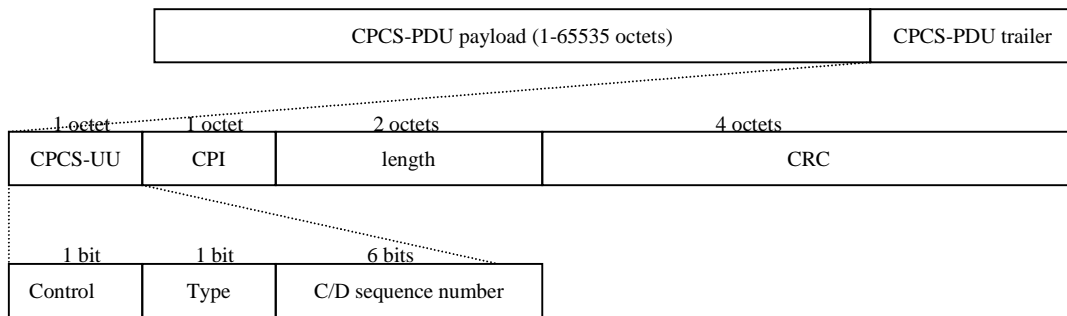 CPCS-PDU payload (1-65535 octets) CPCS-PDU trailer
1 octet 1 octet 2 octets 4 octets
CPCS-UU CPI length CRC
1 bit 1 bit 6 bits
Control Type C/D sequence number